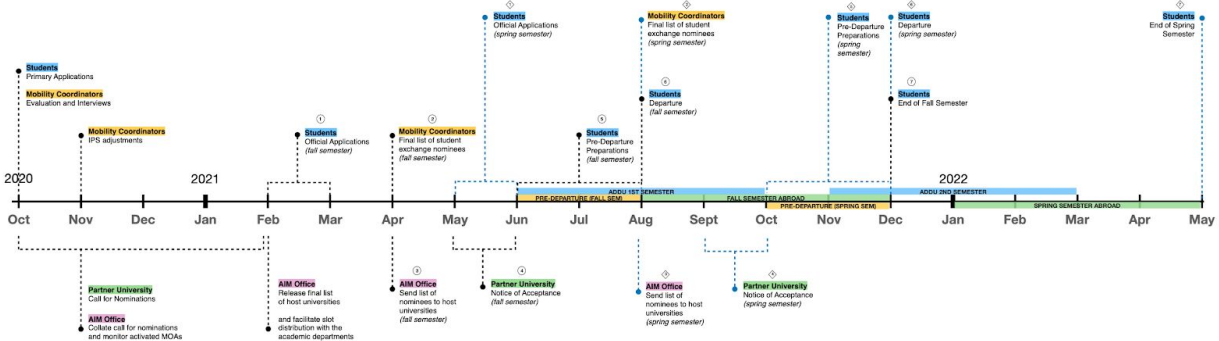 1
Students
Official Applications
(spring semester)
2
Mobility Coordinators
Final list of student
exchange nominees
(spring semester)
5
Students
Pre-Departure
Preparations
(spring
semester)
6
Students
Departure
(spring semester)
7
Students
End of Spring
Semester
Students
Primary Applications
Mobility Coordinators
Evaluation and Interviews
6
Students
Departure
(fall semester)
7
Students
End of Fall Semester
Mobility Coordinators
IPS adjustments
1
Students
Official Applications
(fall semester)
2
Mobility Coordinators
Final list of student
exchange nominees
(fall semester)
5
Students
Pre-Departure
Preparations
(fall semester)
2020
2021
2022
ADDU 1ST SEMESTER
ADDU 2ND SEMESTER
PRE-DEPARTURE (FALL SEM)
FALL SEMESTER ABROAD
PRE-DEPARTURE (SPRING SEM)
SPRING SEMESTER ABROAD
Oct Nov Dec Jan Feb Mar Apr May Jun Jul Aug Sept Oct Nov Dec Jan Feb Mar Apr May
Partner University
Call for Nominations
AIM Office
Collate call for nominations
and monitor activated MOAs
AIM Office
Release final list
of host universities
and facilitate slot
distribution with the
academic departments
3
AIM Office
Send list of
nominees to host
universities
(fall semester)
4
Partner University
Notice of Acceptance
(fall semester)
3
AIM Office
Send list of
nominees to host
universities
(spring semester)
4
Partner University
Notice of Acceptance
(spring semester)